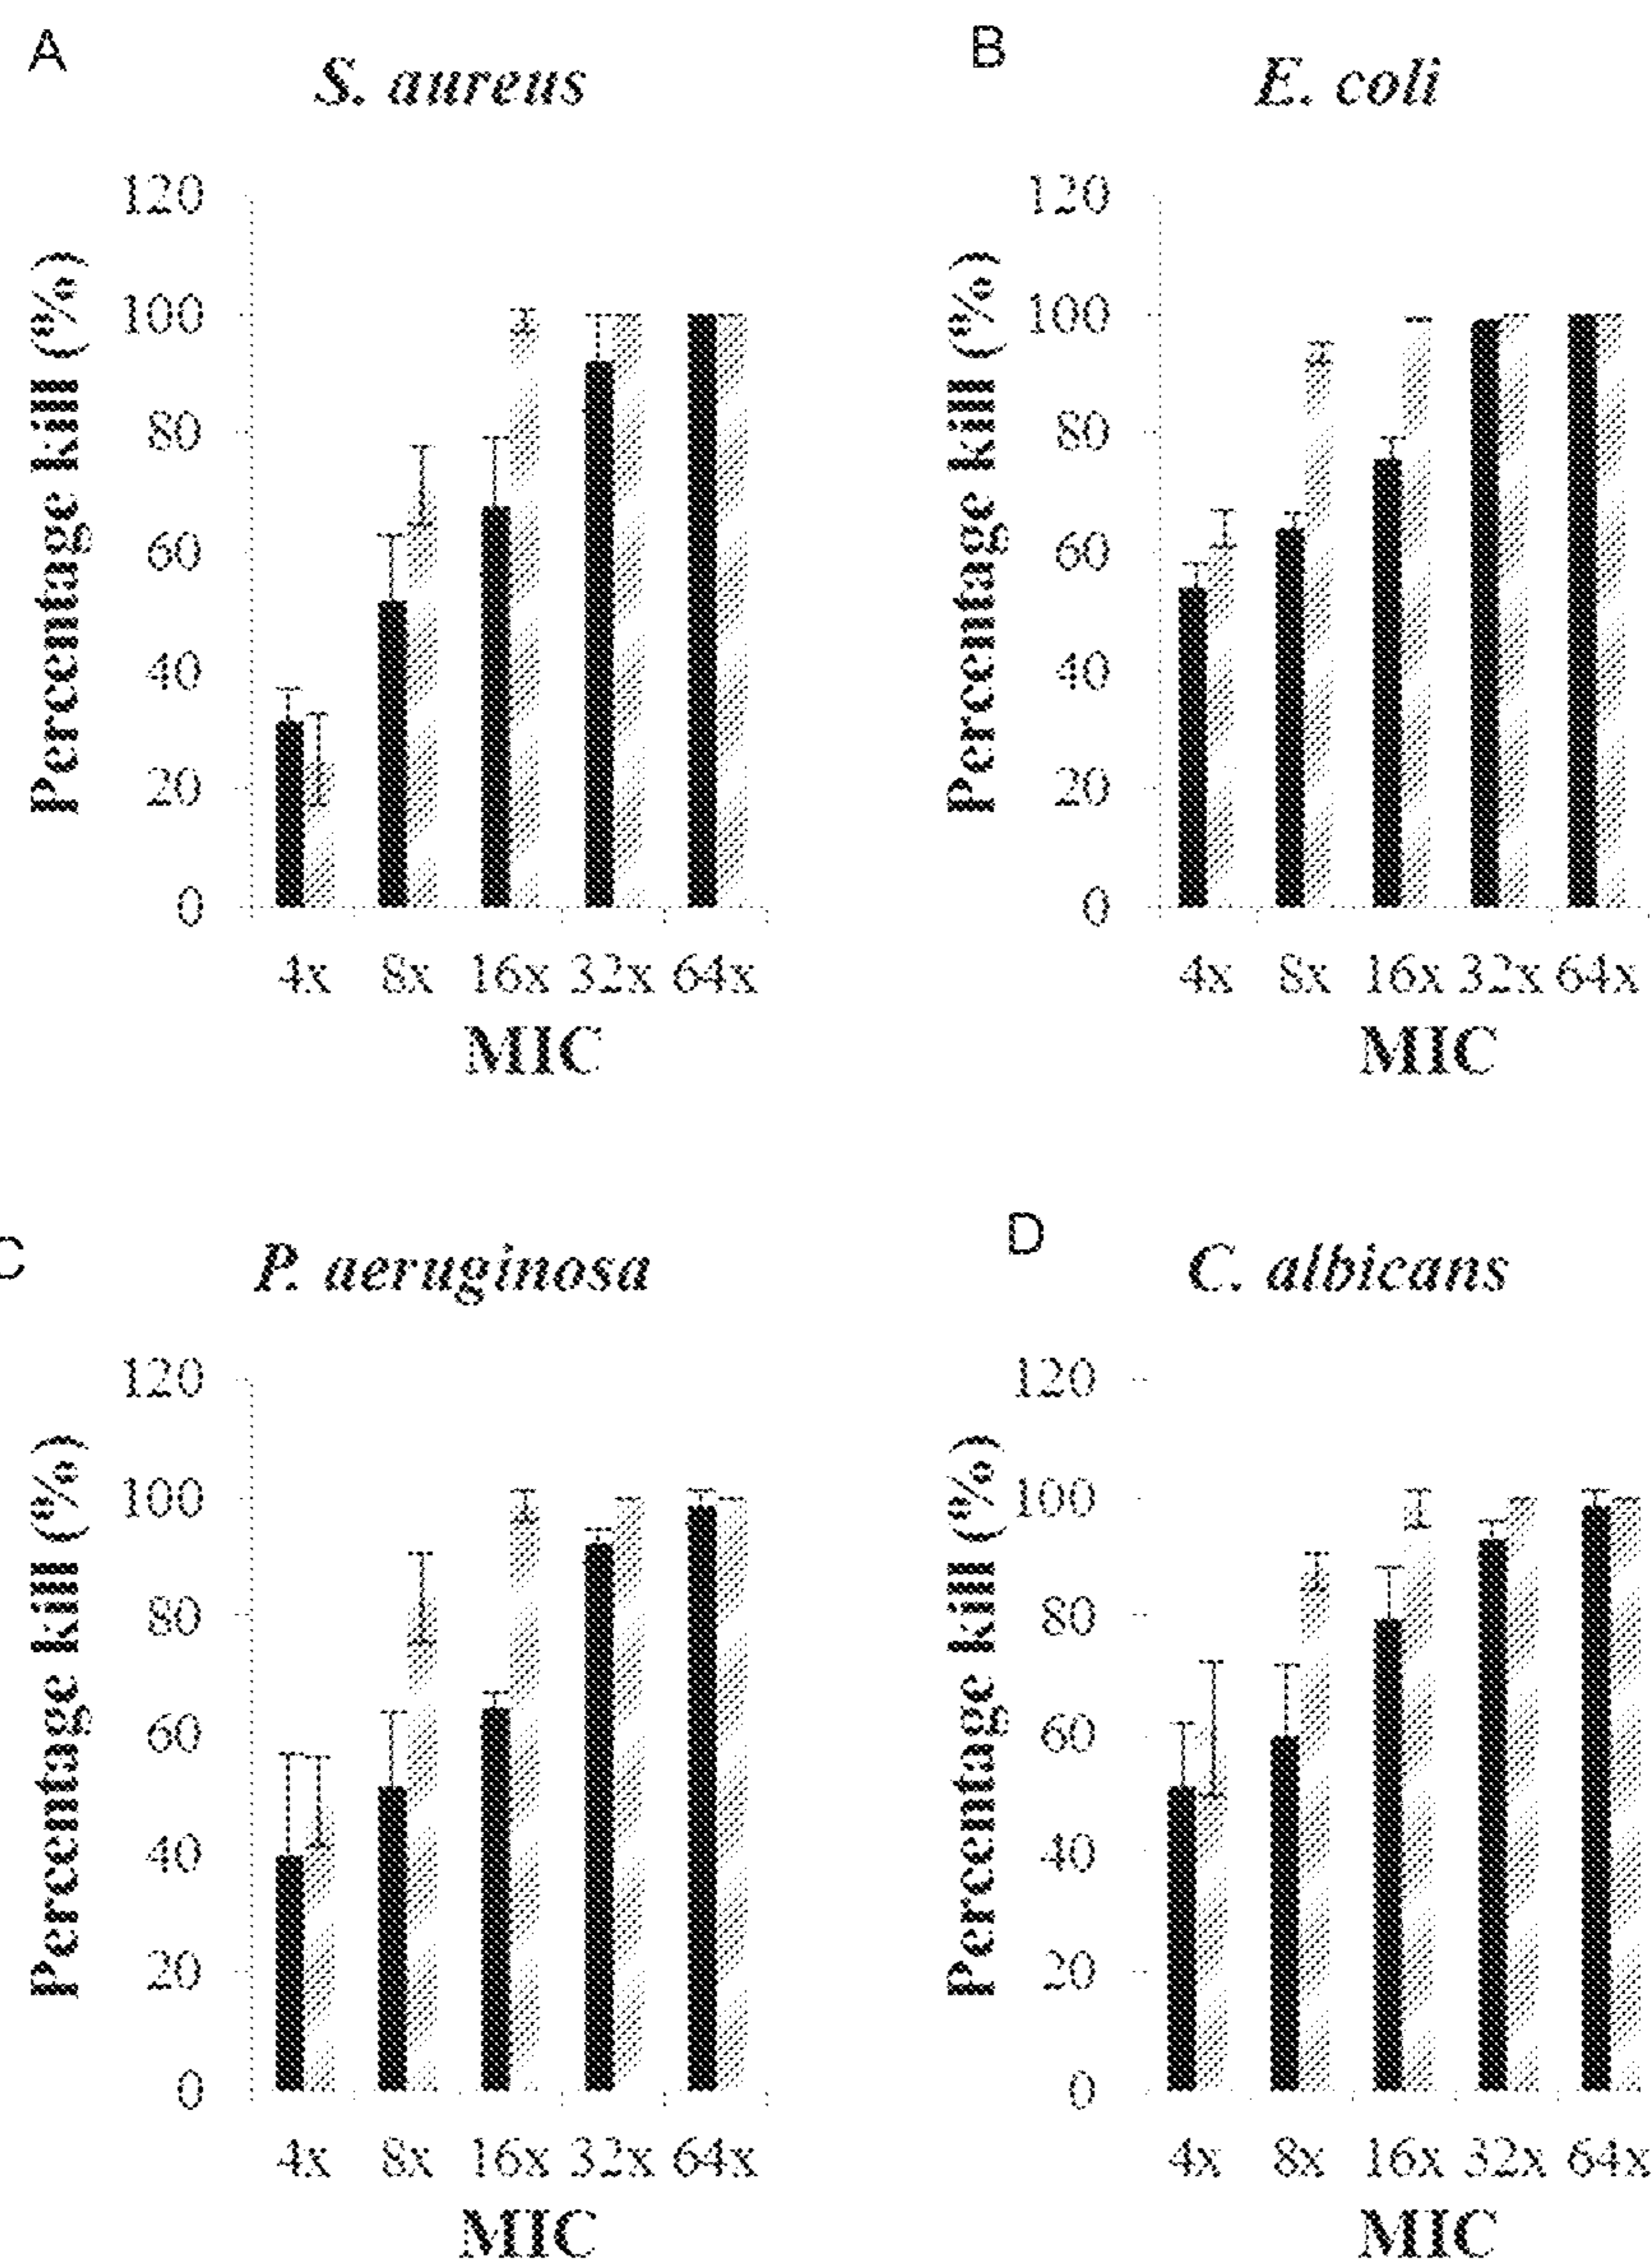 A
S. aureus
Percentage kill (%)
120
100
80
60
40
20
0
4x 8x 16x 32x 64x
MIC
B
E. coli
Percentage kill (%)
120
100
80
60
40
20
0
4x 8x 16x 32x 64x
MIC
C
P. aeruginosa
Percentage kill (%)
120
100
80
60
40
20
0
4x 8x 16x 32x 64x
MIC
D
C. albicans
Percentage kill (%)
120
100
80
60
40
20
0
4x 8x 16x 32x 64x
MIC